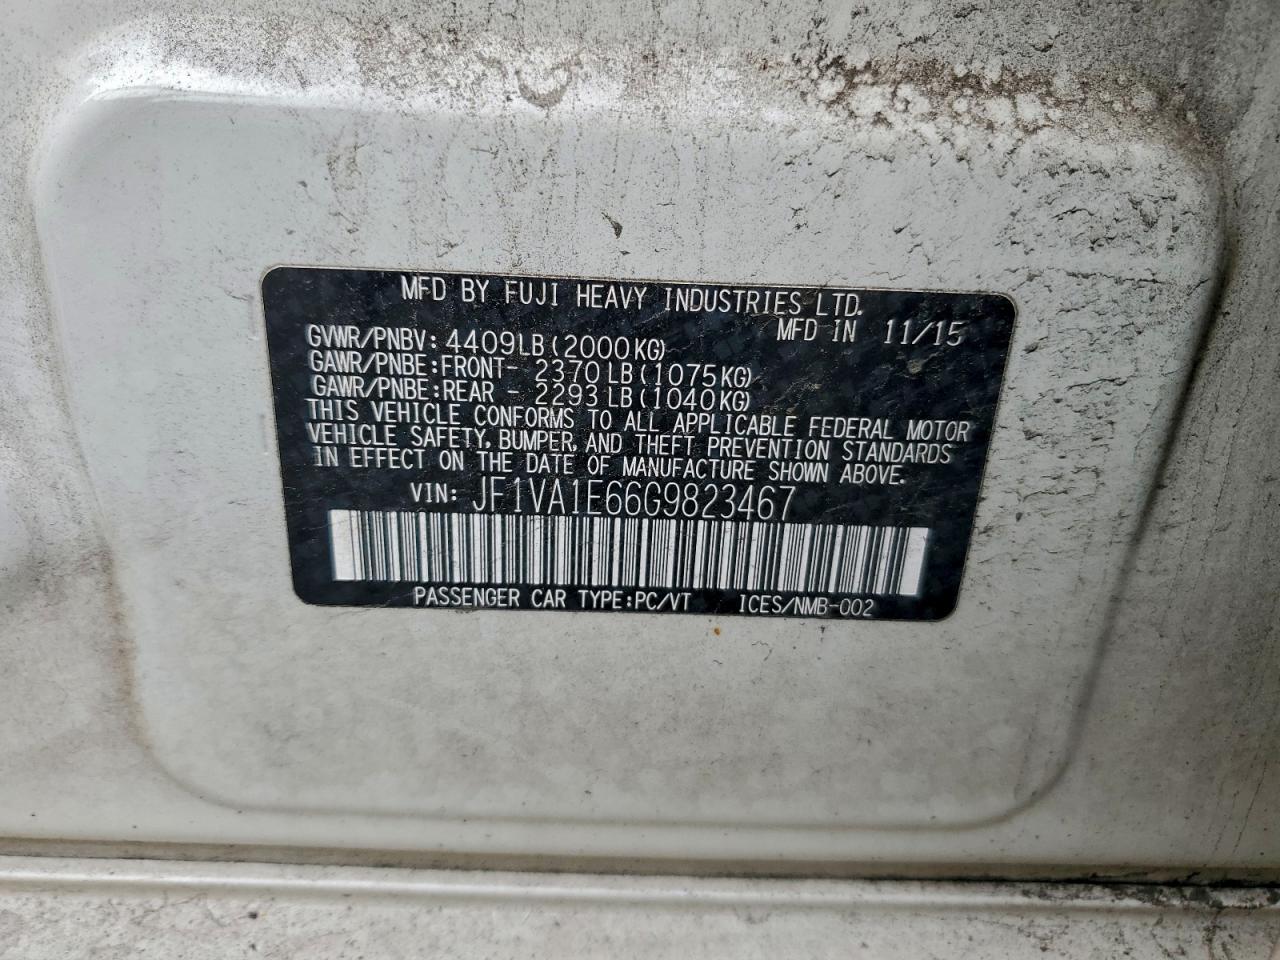 MFD BY FUJI HEAVY INDUSTRIES LTD.
MFD IN 11/15
GVWR/PNBV: 4409LB(2000KG)
GAWR/PNBE:FRONT- 2370LB(1075KG)
GAWR/PNBE:REAR - 2293LB(1040KG)
THIS VEHICLE CONFORMS TO ALL APPLICABLE FEDERAL MOTOR
VEHICLE SAFETY, BUMPER, AND THEFT PREVENTION STANDARDS
IN EFFECT ON THE DATE OF MANUFACTURE SHOWN ABOVE.
VIN: JF1VA1E66G9823467
PASSENGER CAR TYPE:PC/VT ICES/NMB-002